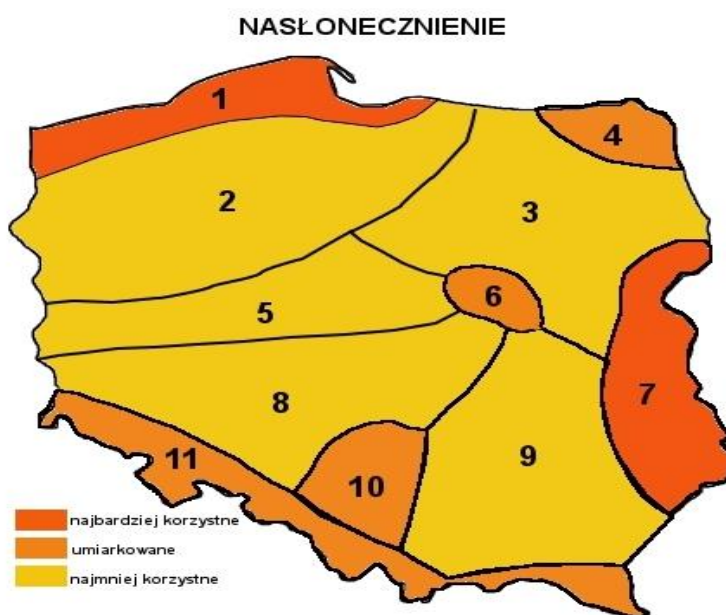 NASŁONECZNIENIE
1
4
2
3
6
5
7
8
9
11
10
najbardziej korzystne
umiarkowane
najmniej korzystne